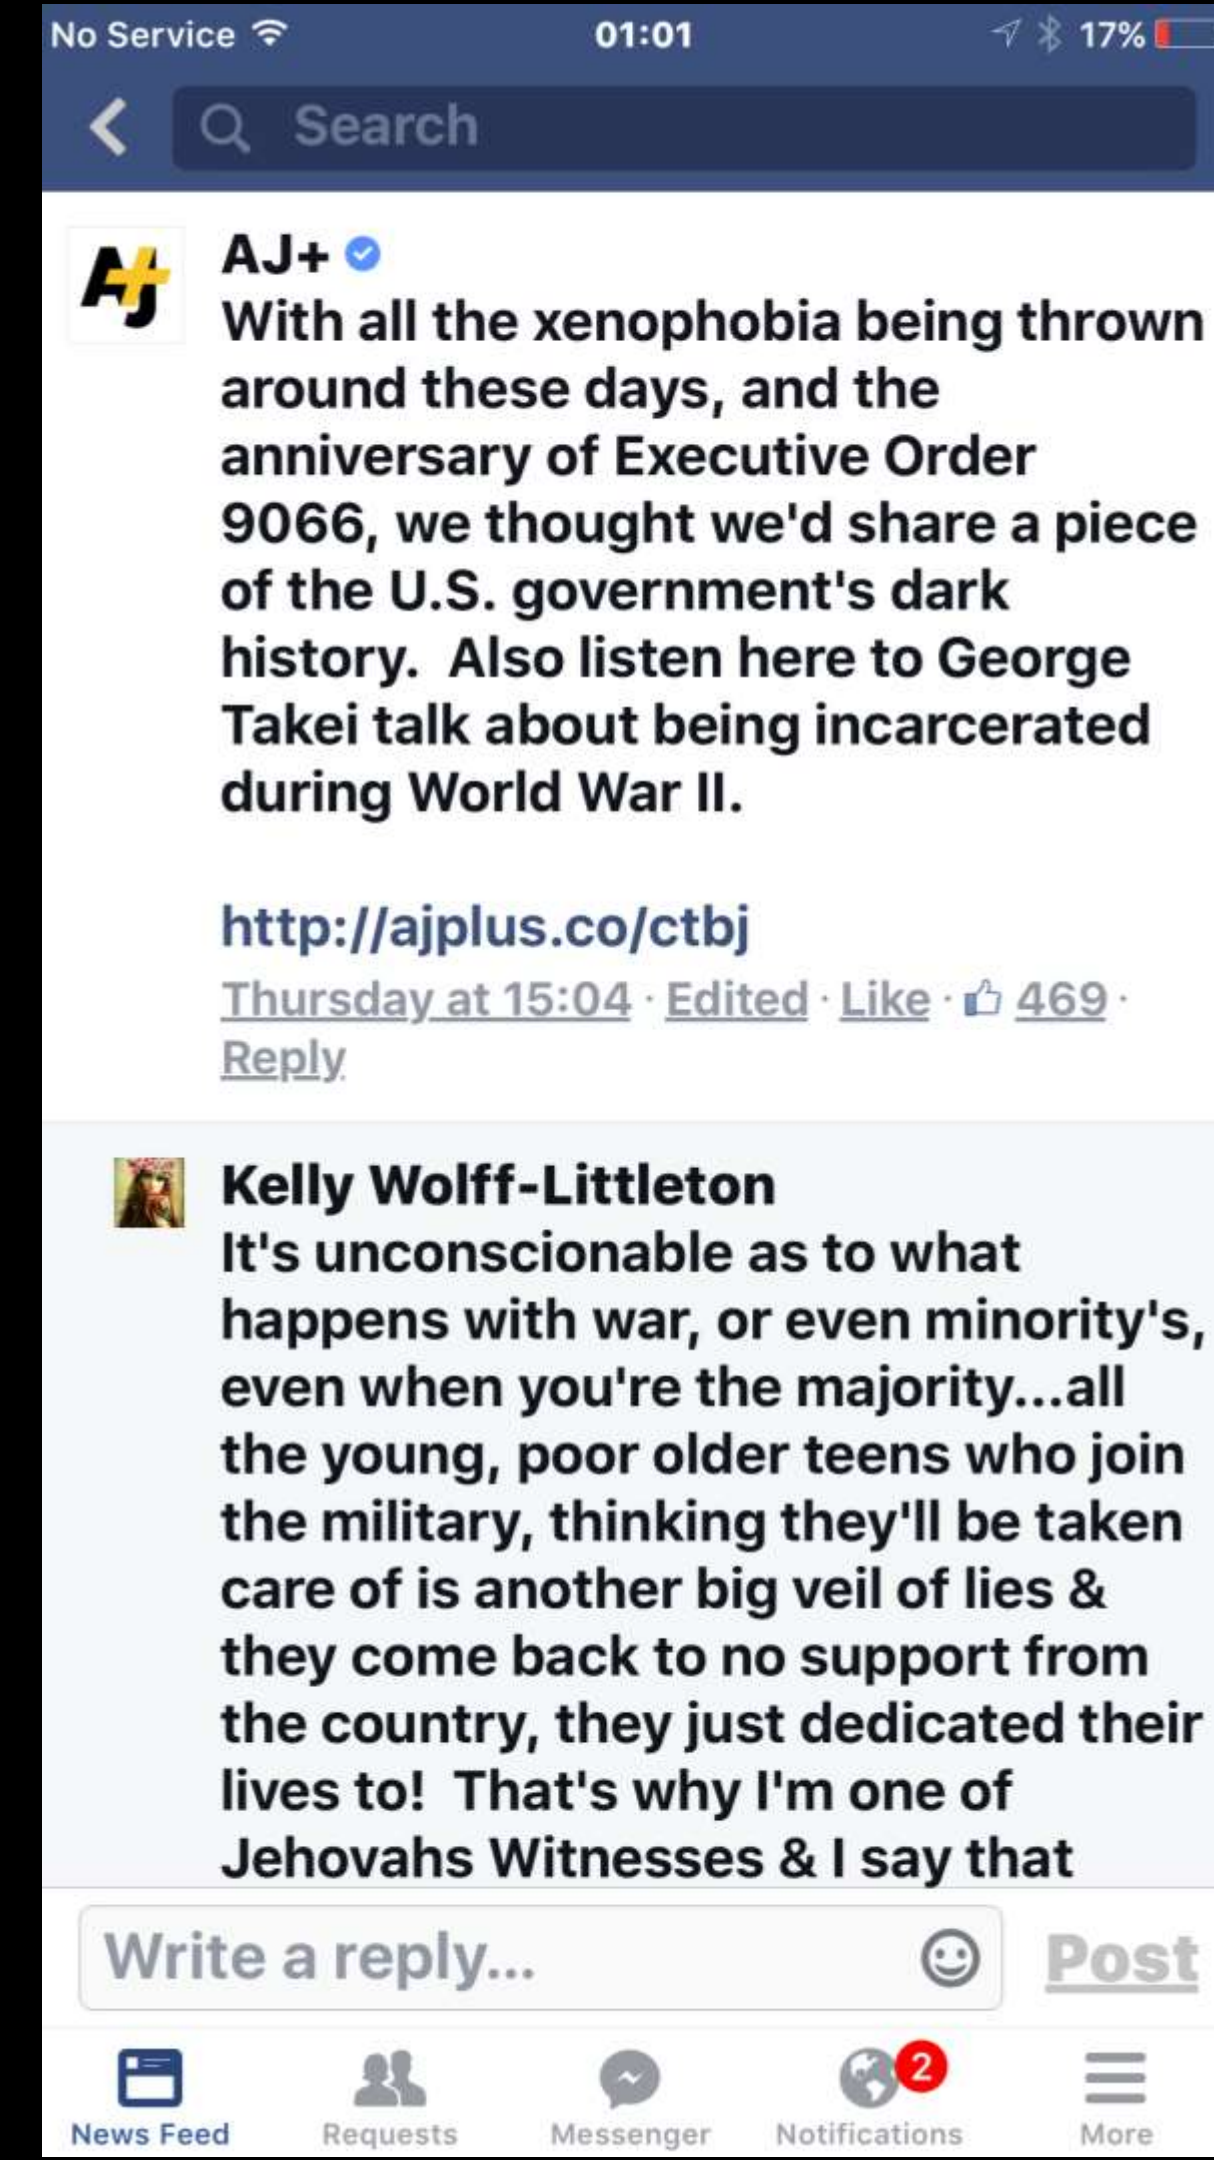 No Service 01:01 17%
Search
AJ+
With all the xenophobia being thrown
around these days, and the
anniversary of Executive Order
9066, we thought we'd share a piece
of the U.S. government's dark
history.  Also listen here to George
Takei talk about being incarcerated
during World War II.
http://ajplus.co/ctbj
Thursday at 15:04 · Edited · Like · 469 ·
Reply
Kelly Wolff-Littleton
It's unconscionable as to what
happens with war, or even minority's,
even when you're the majority...all
the young, poor older teens who join
the military, thinking they'll be taken
care of is another big veil of lies &
they come back to no support from
the country, they just dedicated their
lives to!  That's why I'm one of
Jehovahs Witnesses & I say that
Write a reply... Post
2
News Feed Requests Messenger Notifications More